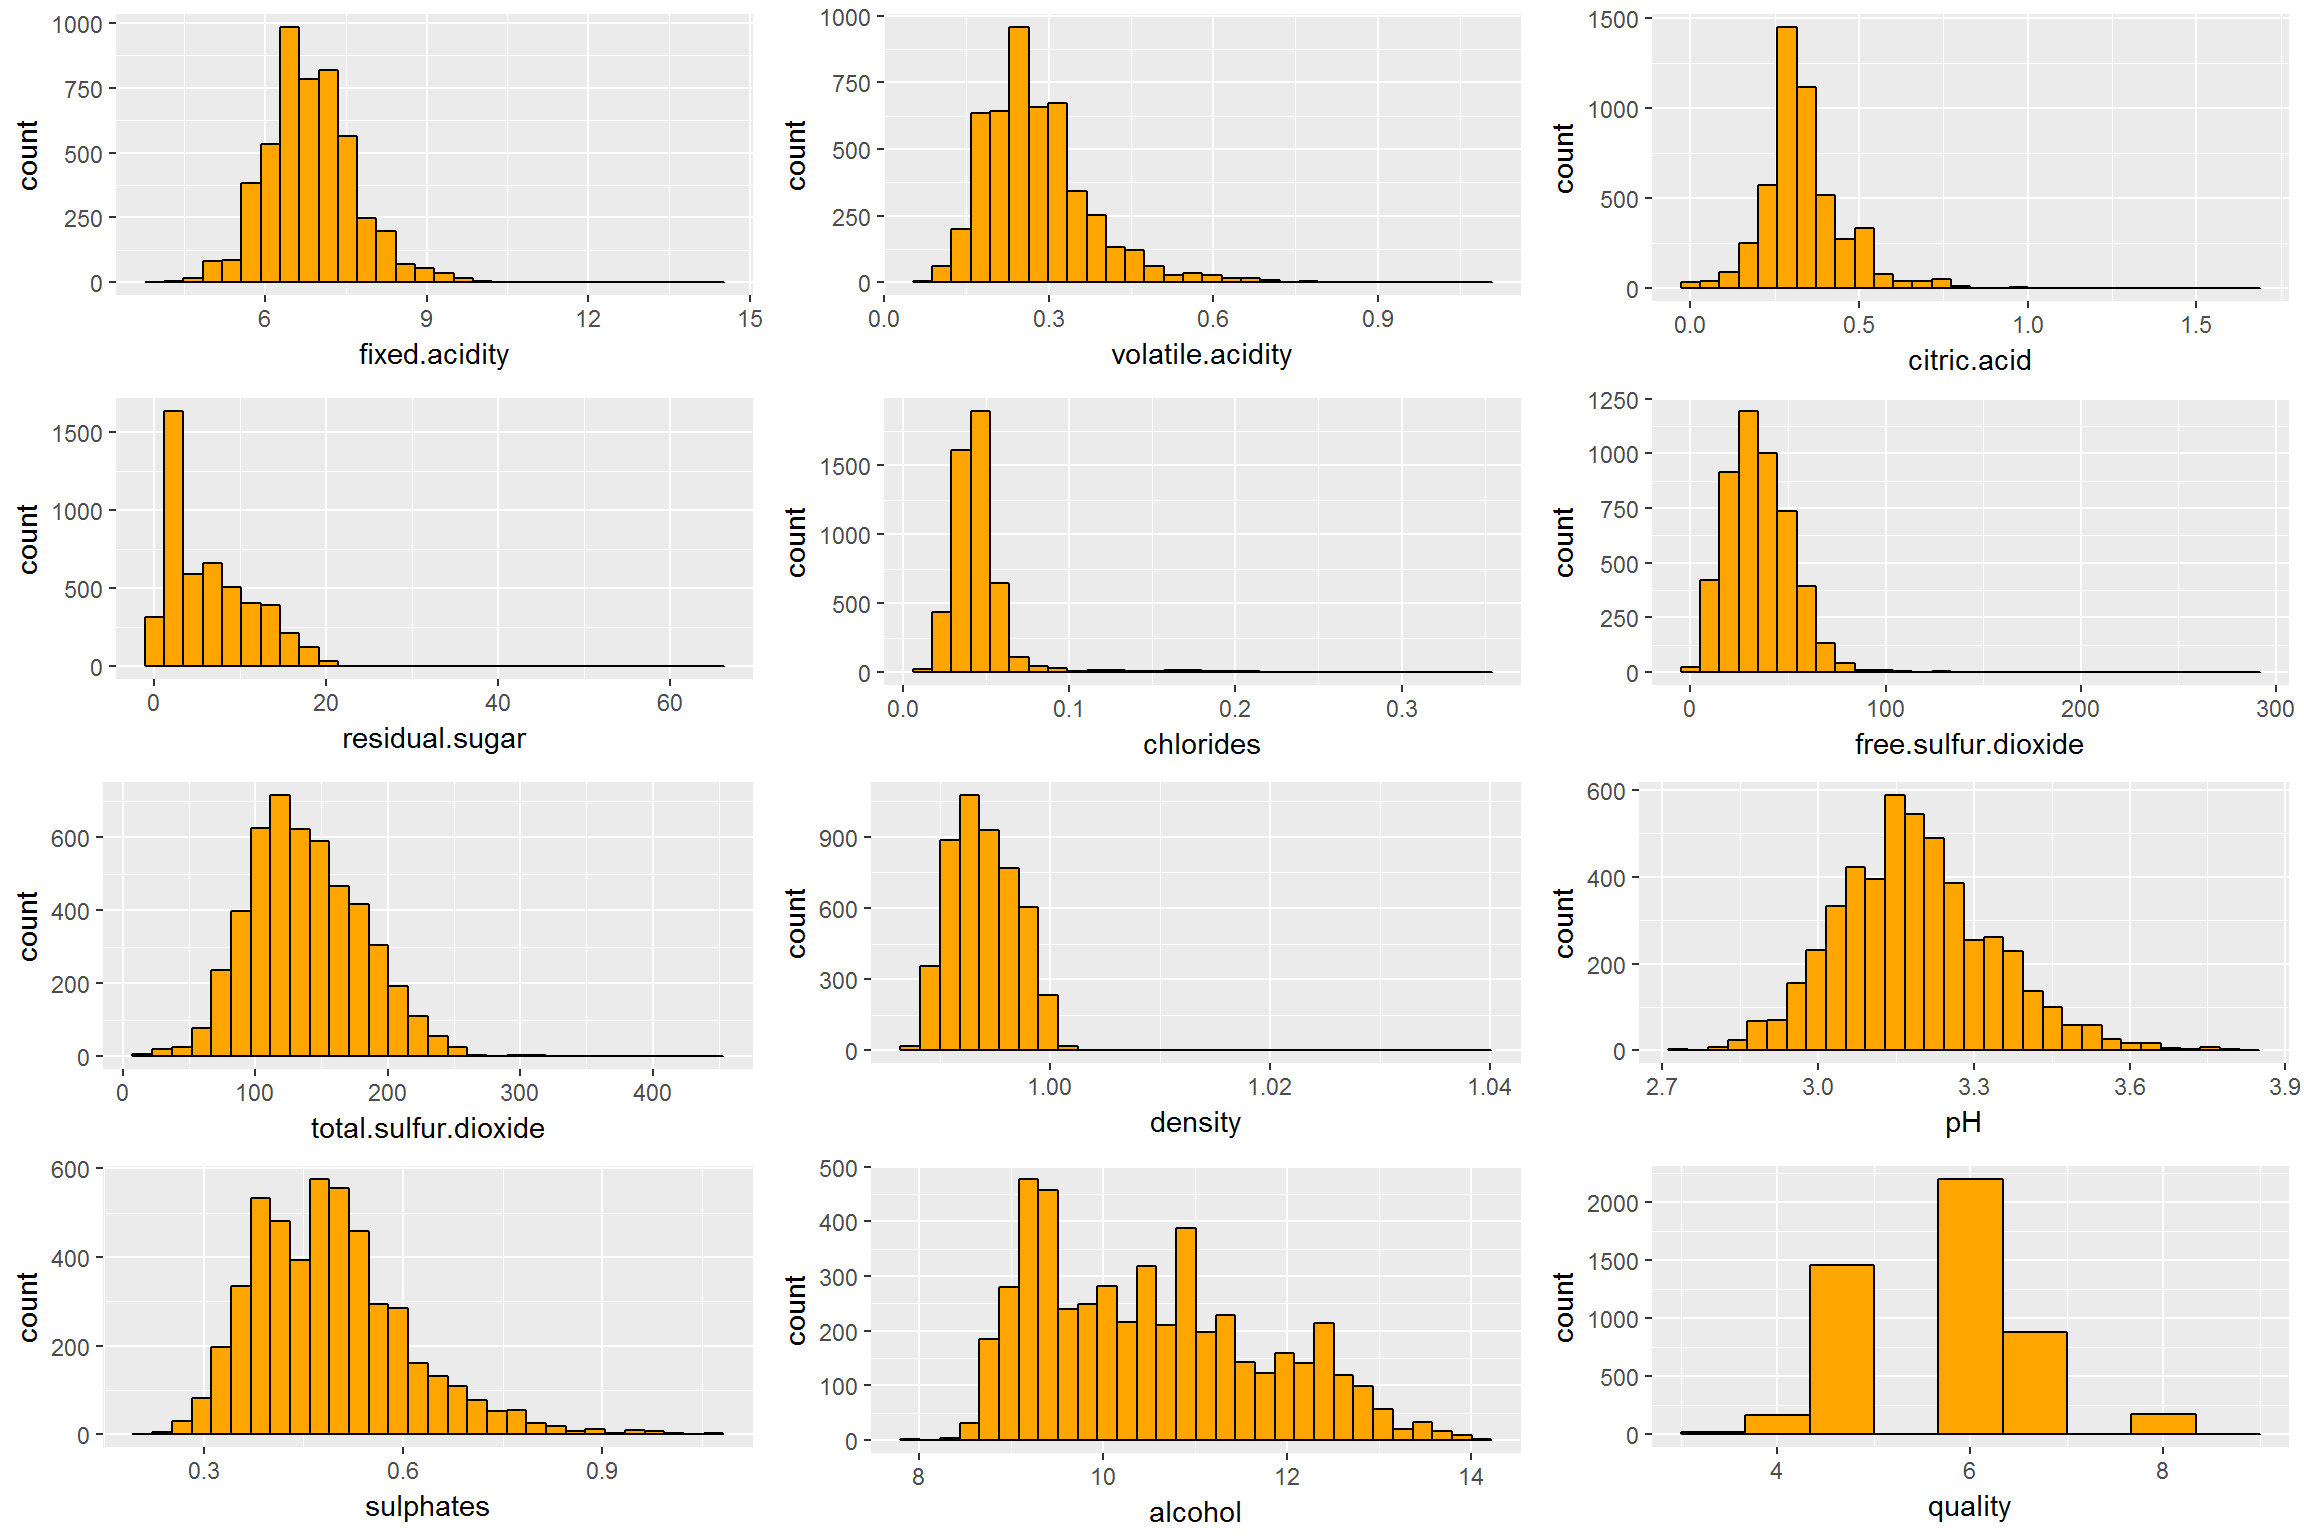 count
1000
750
500
250
0
6 9 12 15
fixed.acidity
count
1000
750
500
250
0
0.0 0.3 0.6 0.9
volatile.acidity
count
1500
1000
500
0
0.0 0.5 1.0 1.5
citric.acid
count
1500
1000
500
0
0 20 40 60
residual.sugar
count
1500
1000
500
0
0.0 0.1 0.2 0.3
chlorides
count
1250
1000
750
500
250
0
0 100 200 300
free.sulfur.dioxide
count
600
400
200
0
0 100 200 300 400
total.sulfur.dioxide
count
900
600
300
0
1.00 1.02 1.04
density
count
600
400
200
0
2.7 3.0 3.3 3.6 3.9
pH
count
600
400
200
0
0.3 0.6 0.9
sulphates
count
500
400
300
200
100
0
8 10 12 14
alcohol
count
2000
1500
1000
500
0
4 6 8
quality